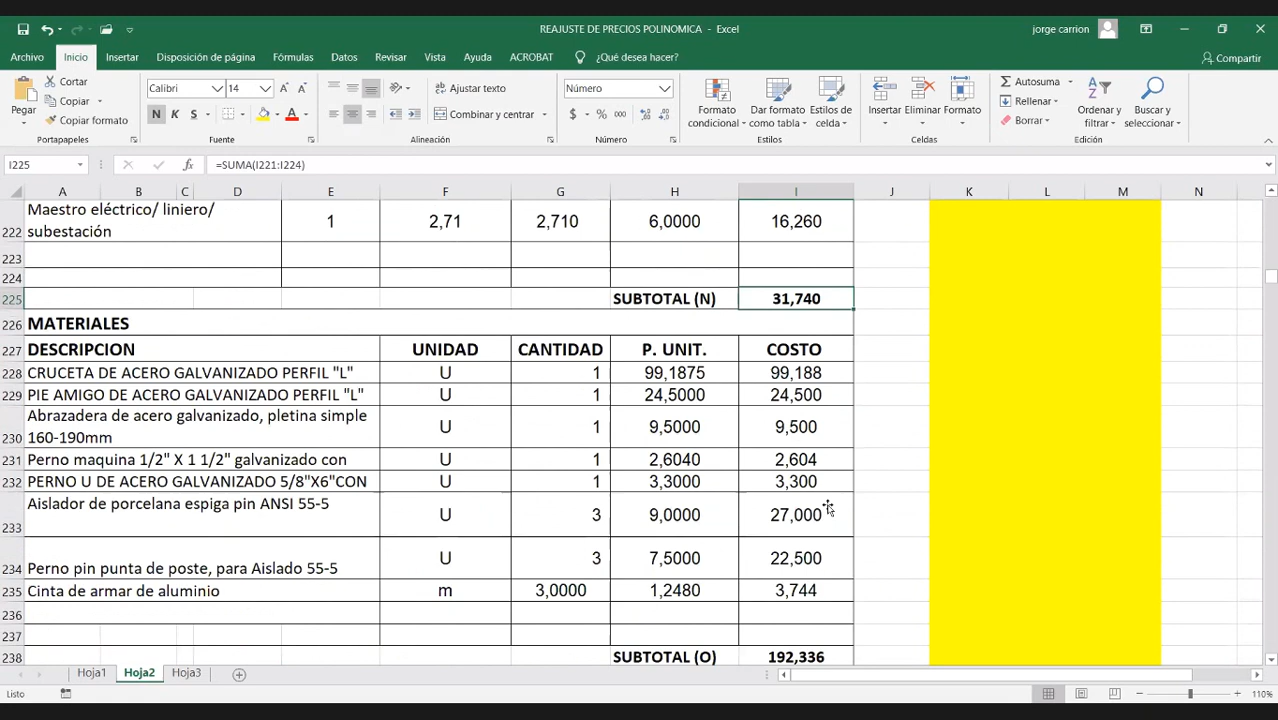 REAJUSTE DE PRECIOS POLINOMICA - Excel
jorge carrion
Archivo Inicio Insertar Disposición de página Fórmulas Datos Revisar Vista Ayuda ACROBAT ¿Qué desea hacer? Compartir
Pegar
Cortar
Copiar
Copiar formato
Portapapeles
Calibri 14
N K S
Fuente
Ajustar texto
Combinar y centrar
Alineación
Número
$ % 000
Número
Formato condicional
Dar formato como tabla
Estilos de celda
Estilos
Insertar Eliminar Formato
Celdas
Autosuma
Rellenar
Borrar
Ordenar y filtrar
Buscar y seleccionar
Edición
I225 fx =SUMA(I221:I224)
A B C D E F G H I J K L M N
222 Maestro eléctrico/ liniero/ subestación 1 2,71 2,710 6,0000 16,260
223
224
225 SUBTOTAL (N) 31,740
226 MATERIALES
227 DESCRIPCION UNIDAD CANTIDAD P. UNIT. COSTO
228 CRUCETA DE ACERO GALVANIZADO PERFIL "L" U 1 99,1875 99,188
229 PIE AMIGO DE ACERO GALVANIZADO PERFIL "L" U 1 24,5000 24,500
230 Abrazadera de acero galvanizado, pletina simple 160-190mm U 1 9,5000 9,500
231 Perno maquina 1/2" X 1 1/2" galvanizado con U 1 2,6040 2,604
232 PERNO U DE ACERO GALVANIZADO 5/8"X6"CON U 1 3,3000 3,300
233 Aislador de porcelana espiga pin ANSI 55-5 U 3 9,0000 27,000
234 Perno pin punta de poste, para Aislado 55-5 U 3 7,5000 22,500
235 Cinta de armar de aluminio m 3,0000 1,2480 3,744
236
237
238 SUBTOTAL (O) 192,336
Hoja1 Hoja2 Hoja3
Listo 110%